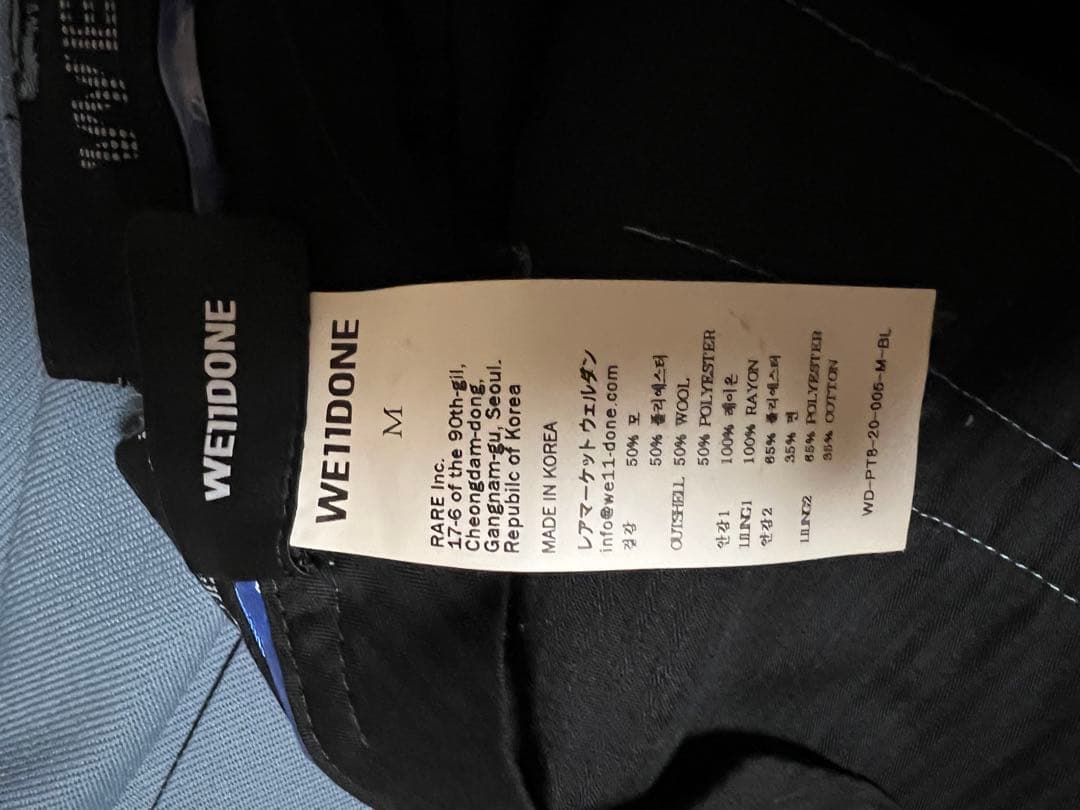 WE
WE11DONE
WE11DONE
M
RARE Inc.
17-6 of the 90th-gil,
Cheongdam-dong,
Gangnam-gu, Seoul.
Repubilc of Korea
MADE IN KOREA
レアマーケットウェルダン
info@we11-done.com
겉감 50% 모
50% 폴리에스터
OUTSHELL 50% WOOL
50% POLYESTER
안감1 100% 레이온
LILING1 100% RAYON
안감2 65% 폴리에스터
35% 면
LILING2 65% POLYESTER
35% COTTON
WD-PT8-20-005-M-BL